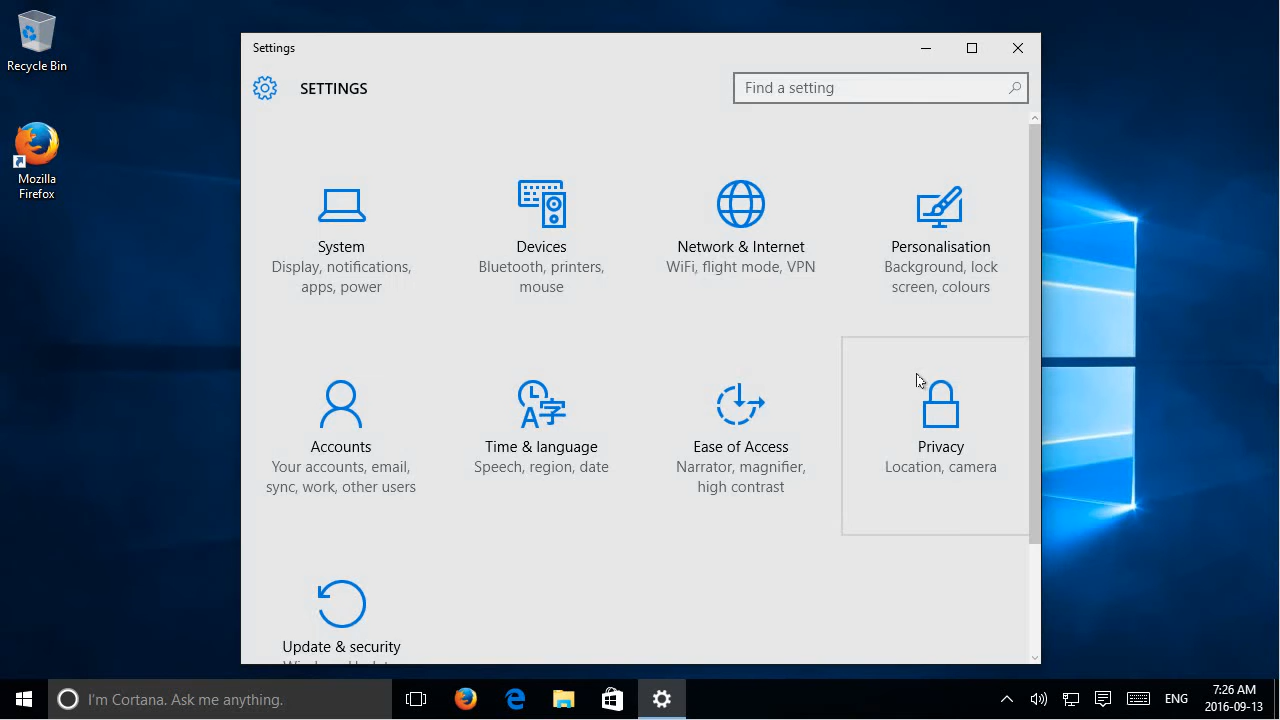 Recycle Bin
Mozilla
Firefox
Settings
SETTINGS
Find a setting
System
Display, notifications,
apps, power
Devices
Bluetooth, printers,
mouse
Network & Internet
WiFi, flight mode, VPN
Personalisation
Background, lock
screen, colours
Accounts
Your accounts, email,
sync, work, other users
Time & language
Speech, region, date
Ease of Access
Narrator, magnifier,
high contrast
Privacy
Location, camera
Update & security
I'm Cortana. Ask me anything.
ENG
7:26 AM
2016-09-13